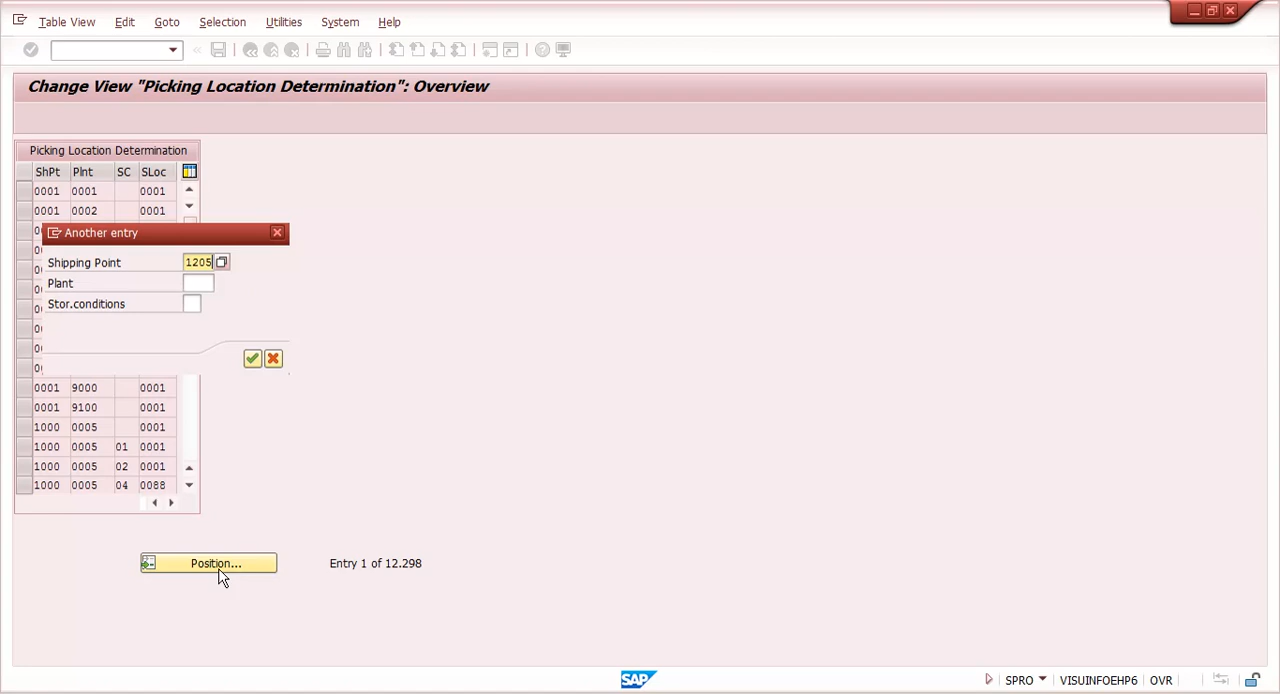 Table View Edit Goto Selection Utilities System Help
Change View "Picking Location Determination": Overview
Picking Location Determination
ShPt Plnt SC SLoc
0001 0001 0001
0001 0002 0001
Another entry
Shipping Point 1205
Plant
Stor.conditions
0001 9000 0001
0001 9100 0001
1000 0005 0001
1000 0005 01 0001
1000 0005 02 0001
1000 0005 04 0088
Position... Entry 1 of 12.298
SAP SPRO VISUINFOEHP6 OVR